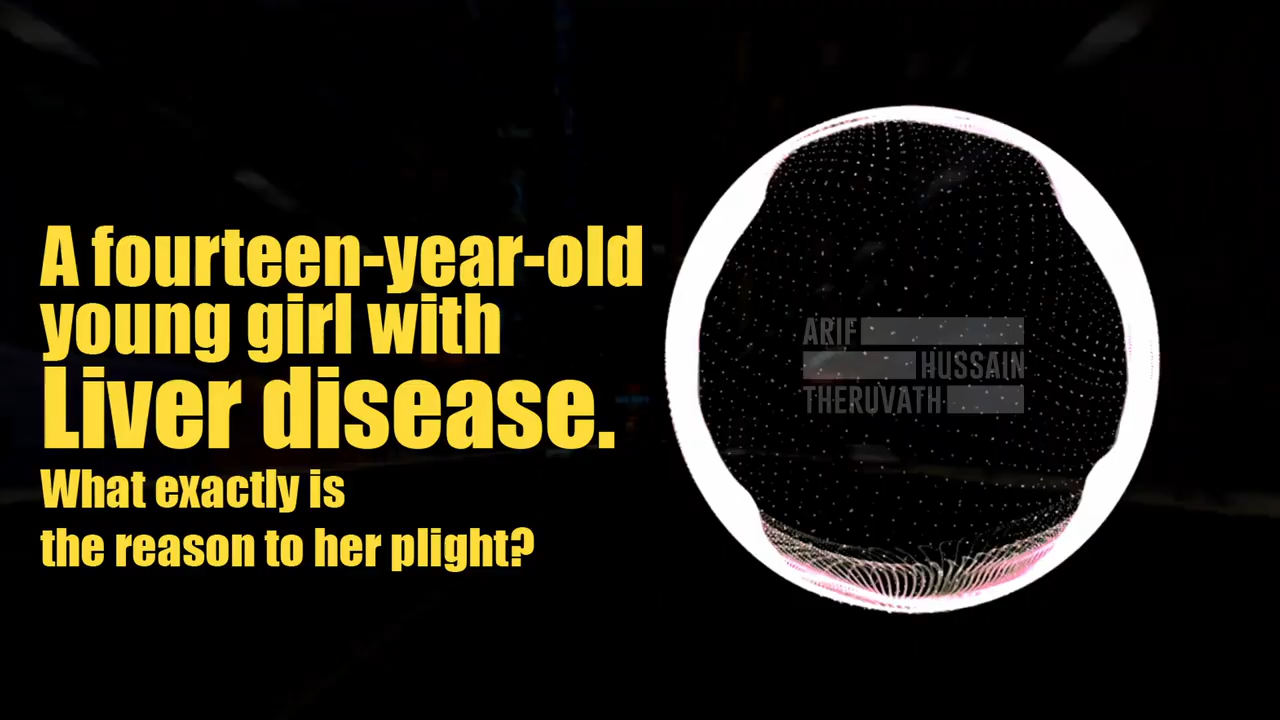 A fourteen-year-old
young girl with
Liver disease.
What exactly is
the reason to her plight?
ARIF
HUSSAIN
THERUVATH